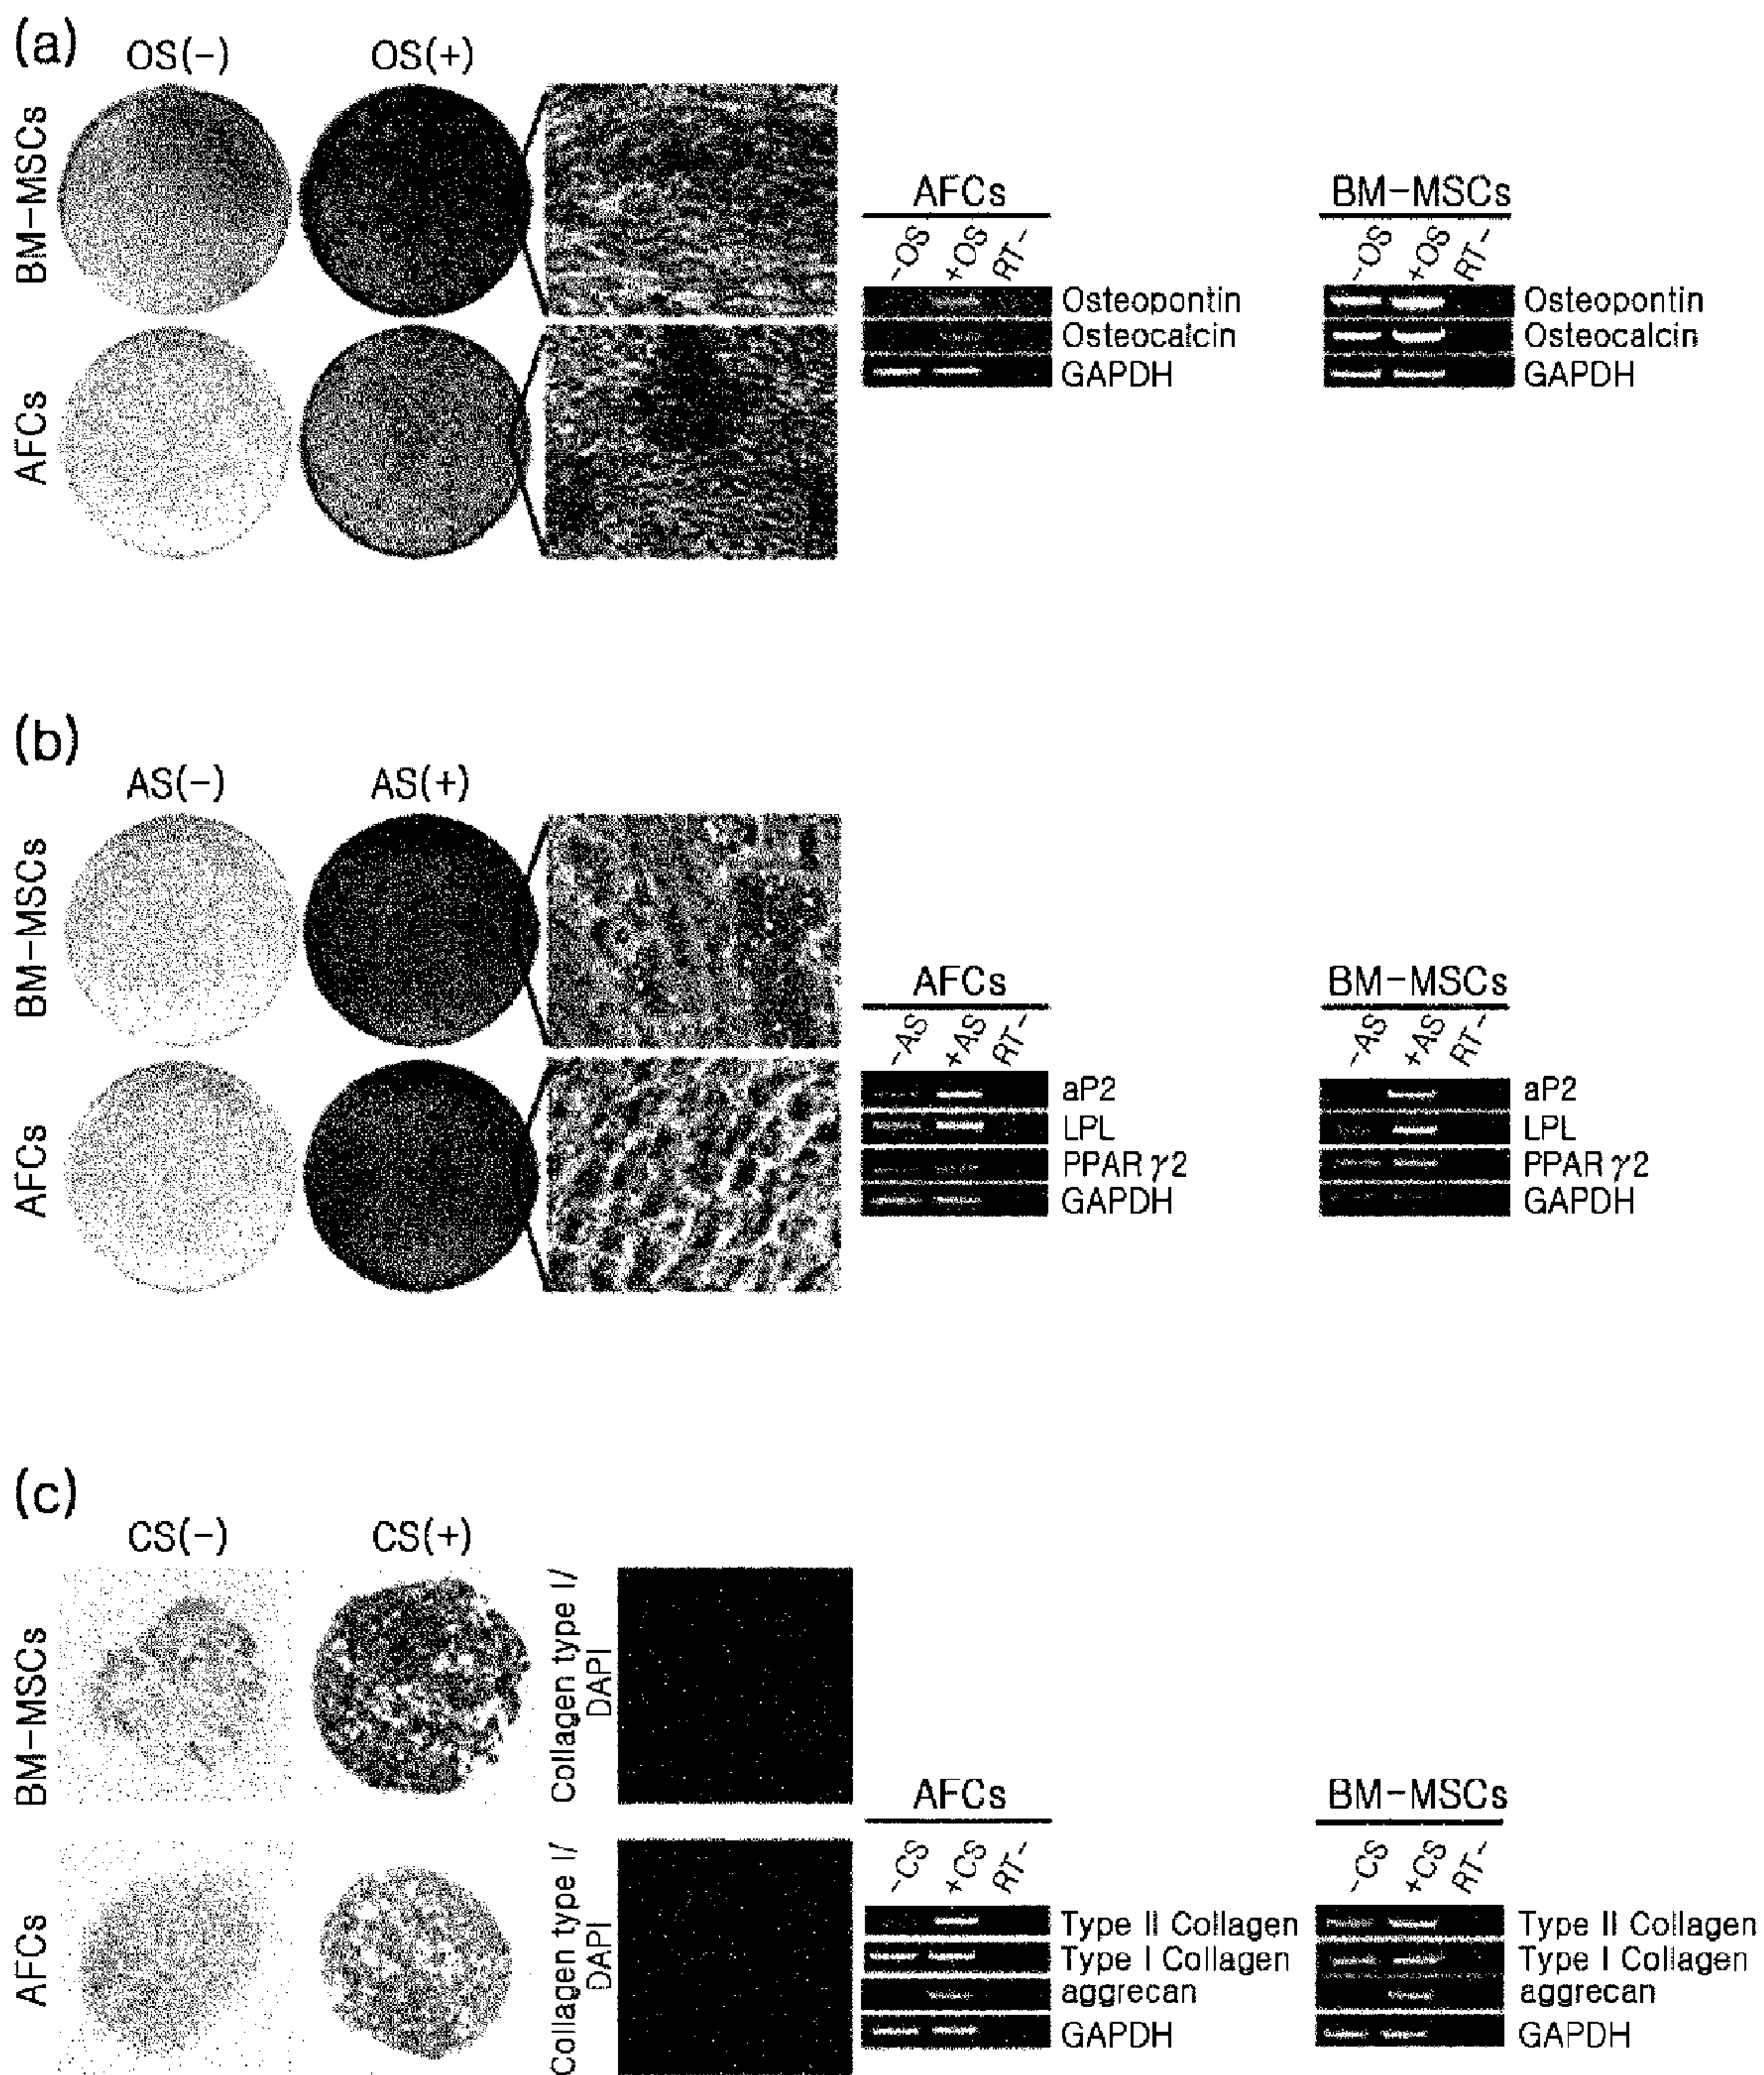 (a)
OS(-)
OS(+)
BM-MSCs
AFCs
AFCs
-OS
+OS
RT-
Osteopontin
Osteocalcin
GAPDH
BM-MSCs
-OS
+OS
RT-
Osteopontin
Osteocalcin
GAPDH
(b)
AS(-)
AS(+)
BM-MSCs
AFCs
AFCs
-AS
+AS
RT-
aP2
LPL
PPARγ2
GAPDH
BM-MSCs
-AS
+AS
RT-
aP2
LPL
PPARγ2
GAPDH
(c)
CS(-)
CS(+)
BM-MSCs
Collagen type I/
DAPI
AFCs
Collagen type I/
DAPI
AFCs
-CS
+CS
RT-
Type II Collagen
Type I Collagen
aggrecan
GAPDH
BM-MSCs
-CS
+CS
RT-
Type II Collagen
Type I Collagen
aggrecan
GAPDH